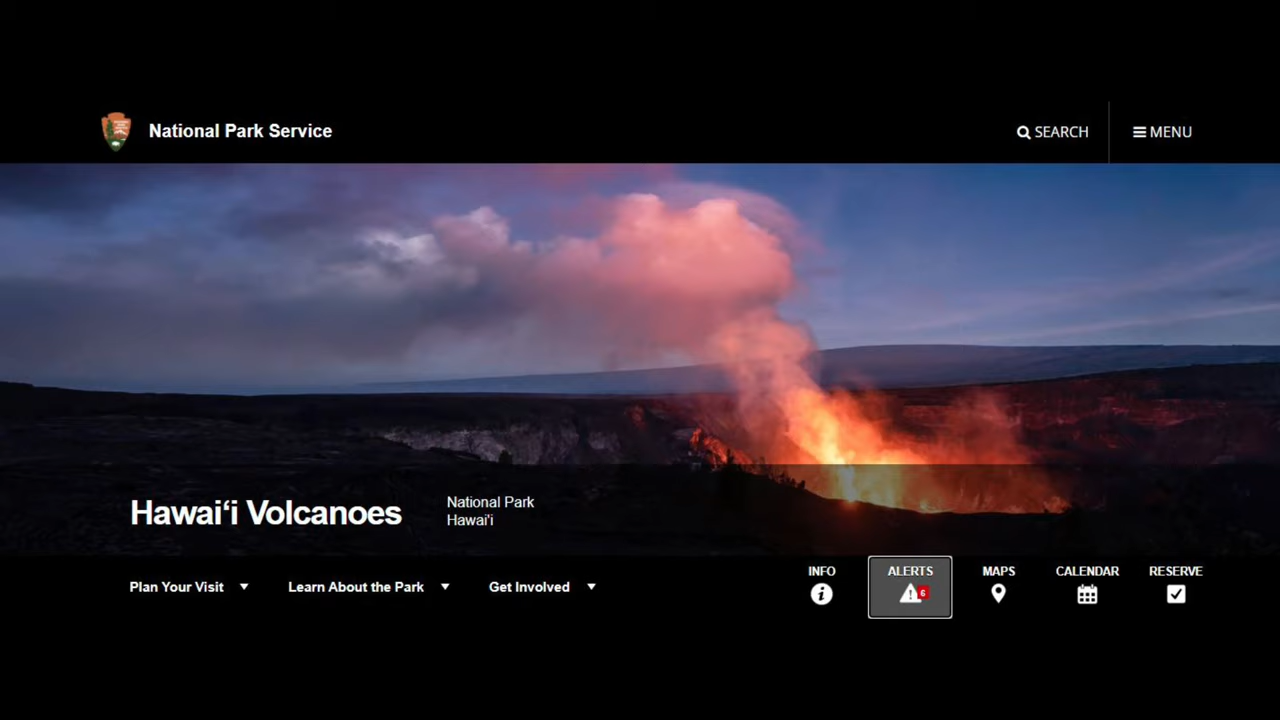 National Park Service
SEARCH
MENU
Hawaiʻi Volcanoes
National Park
Hawai'i
Plan Your Visit
Learn About the Park
Get Involved
INFO
ALERTS
6
MAPS
CALENDAR
RESERVE